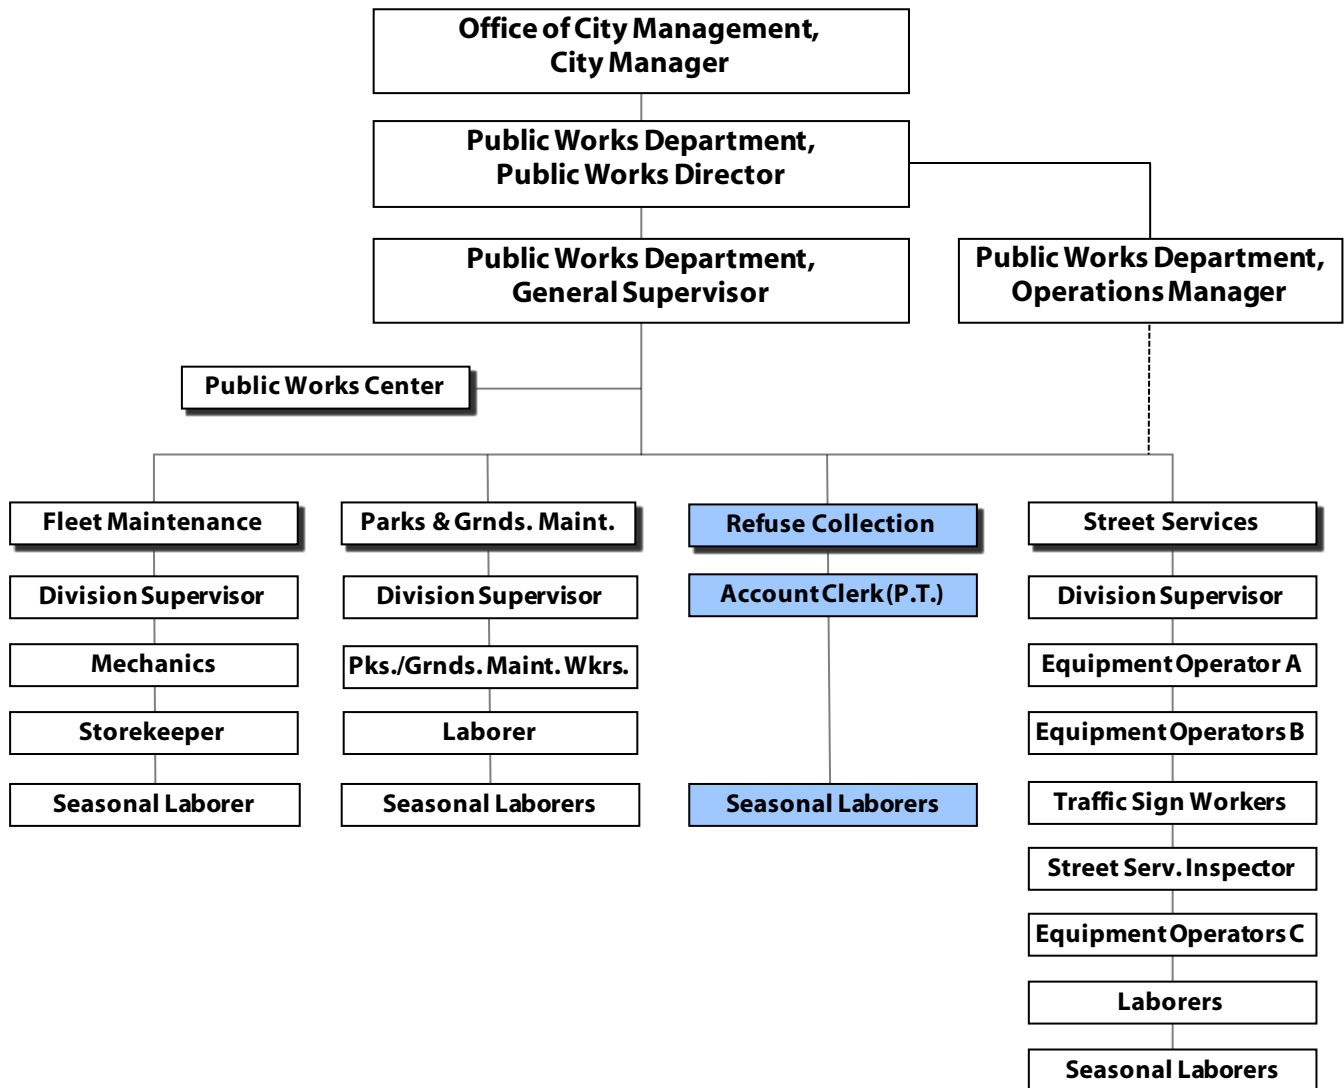 Office of City Management,
City Manager
Public Works Department,
Public Works Director
Public Works Department,
General Supervisor
Public Works Department,
Operations Manager
Public Works Center
Fleet Maintenance
Division Supervisor
Mechanics
Storekeeper
Seasonal Laborer
Parks & Grnds. Maint.
Division Supervisor
Pks./Grnds. Maint. Wkrs.
Laborer
Seasonal Laborers
Refuse Collection
Account Clerk (P.T.)
Seasonal Laborers
Street Services
Division Supervisor
Equipment Operator A
Equipment Operators B
Traffic Sign Workers
Street Serv. Inspector
Equipment Operators C
Laborers
Seasonal Laborers